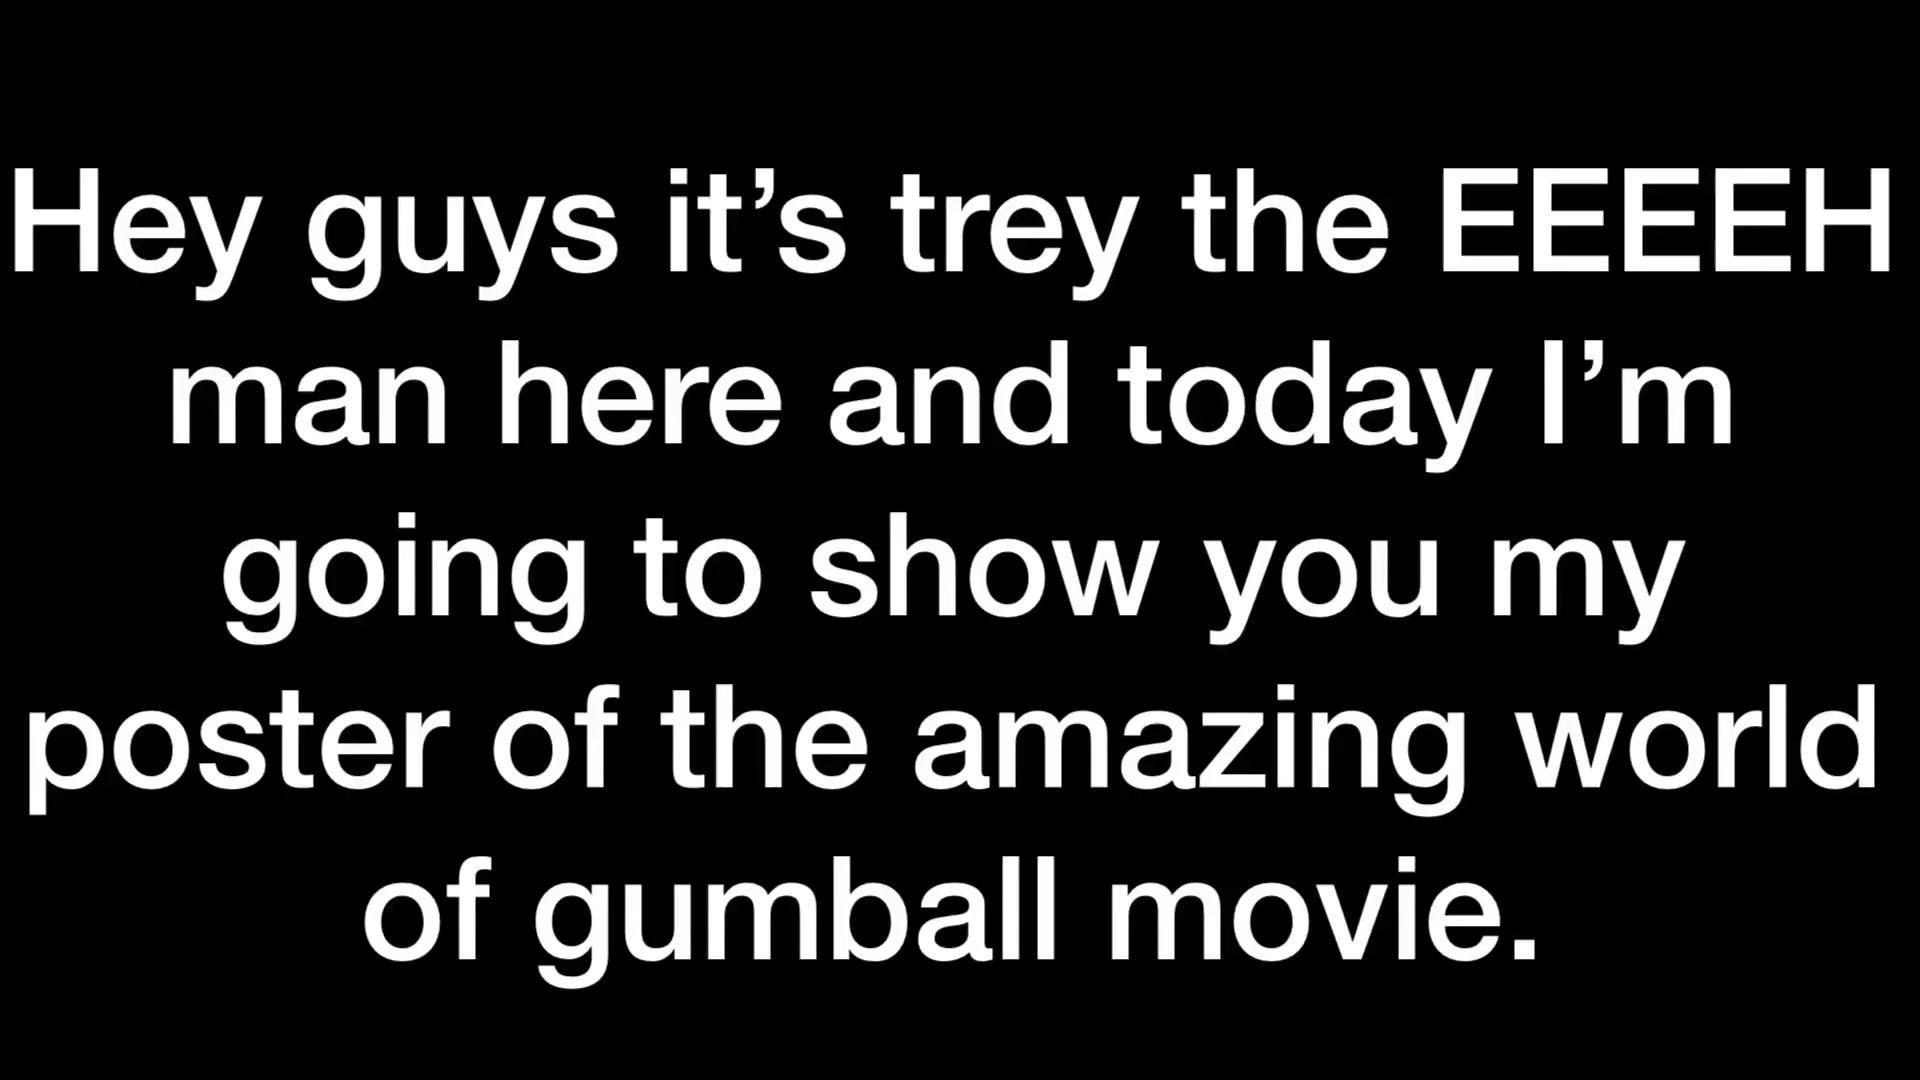 Hey guys it’s trey the EEEEH
man here and today I’m
going to show you my
poster of the amazing world
of gumball movie.